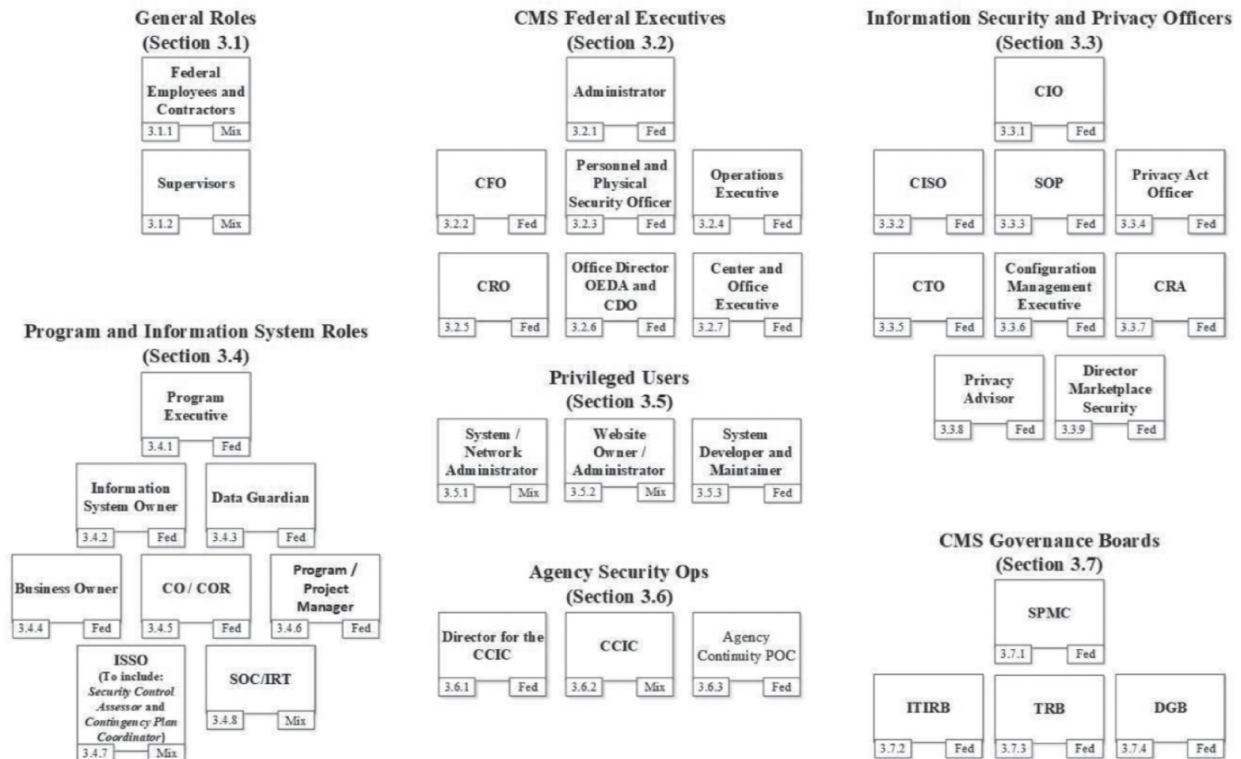 General Roles
(Section 3.1)
Federal
Employees and
Contractors
3.1.1 Mix
Supervisors
3.1.2 Mix
CMS Federal Executives
(Section 3.2)
Administrator
3.2.1 Fed
CFO
3.2.2 Fed
Personnel and
Physical
Security Officer
3.2.3 Fed
Operations
Executive
3.2.4 Fed
CRO
3.2.5 Fed
Office Director
OEDA and
CDO
3.2.6 Fed
Center and
Office
Executive
3.2.7 Fed
Information Security and Privacy Officers
(Section 3.3)
CIO
3.3.1 Fed
CISO
3.3.2 Fed
SOP
3.3.3 Fed
Privacy Act
Officer
3.3.4 Fed
CTO
3.3.5 Fed
Configuration
Management
Executive
3.3.6 Fed
CRA
3.3.7 Fed
Privacy
Advisor
3.3.8 Fed
Director
Marketplace
Security
3.3.9 Fed
Program and Information System Roles
(Section 3.4)
Program
Executive
3.4.1 Fed
Information
System Owner
3.4.2 Fed
Data Guardian
3.4.3 Fed
Business Owner
3.4.4 Fed
CO / COR
3.4.5 Fed
Program /
Project
Manager
3.4.6 Fed
ISSO
(To include:
Security Control
Assessor and
Contingency Plan
Coordinator)
3.4.7 Mix
SOC/IRT
3.4.8 Mix
Privileged Users
(Section 3.5)
System /
Network
Administrator
3.5.1 Mix
Website
Owner /
Administrator
3.5.2 Mix
System
Developer and
Maintainer
3.5.3 Fed
Agency Security Ops
(Section 3.6)
Director for the
CCIC
3.6.1 Fed
CCIC
3.6.2 Mix
Agency
Continuity POC
3.6.3 Fed
CMS Governance Boards
(Section 3.7)
SPMC
3.7.1 Fed
ITIRB
3.7.2 Fed
TRB
3.7.3 Fed
DGB
3.7.4 Fed